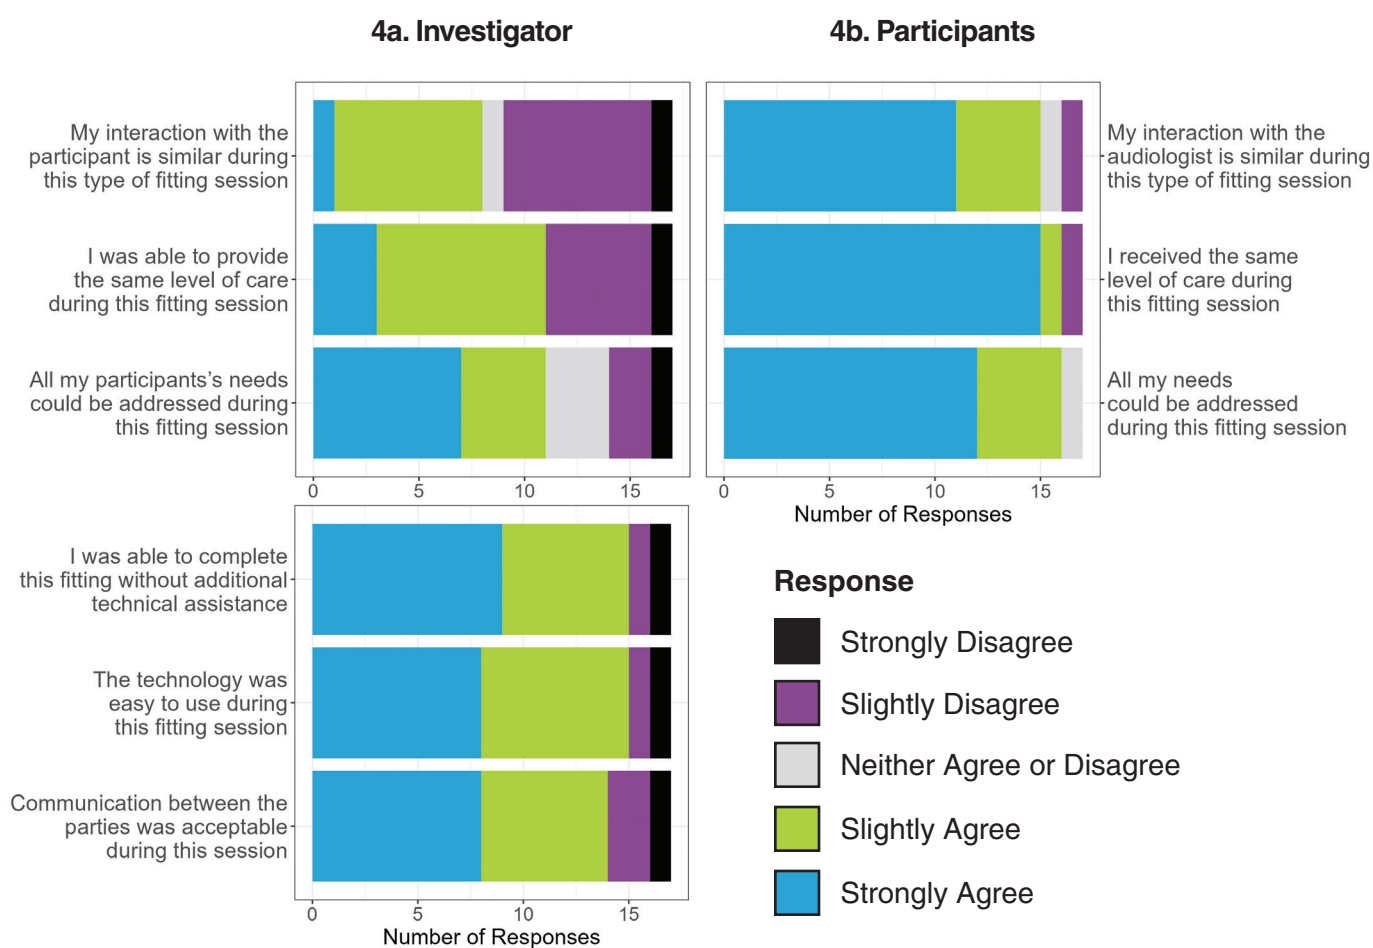 4a. Investigator
4b. Participants
My interaction with the
participant is similar during
this type of fitting session
I was able to provide
the same level of care
during this fitting session
All my participants's needs
could be addressed during
this fitting session
0 5 10 15
My interaction with the
audiologist is similar during
this type of fitting session
I received the same
level of care during
this fitting session
All my needs
could be addressed
during this fitting session
0 5 10 15
Number of Responses
I was able to complete
this fitting without additional
technical assistance
The technology was
easy to use during
this fitting session
Communication between the
parties was acceptable
during this session
0 5 10 15
Number of Responses
Response
Strongly Disagree
Slightly Disagree
Neither Agree or Disagree
Slightly Agree
Strongly Agree